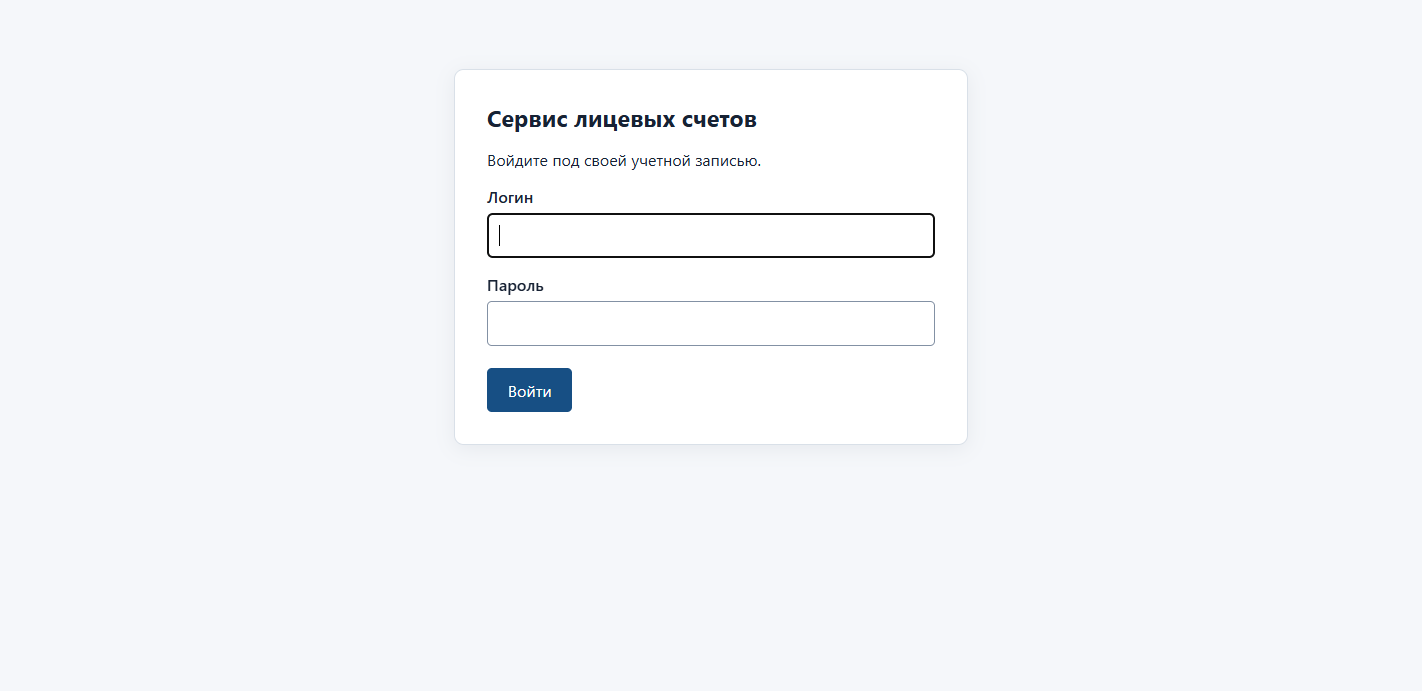 Сервис лицевых счетов
Войдите под своей учетной записью.
Логин
Пароль
Войти